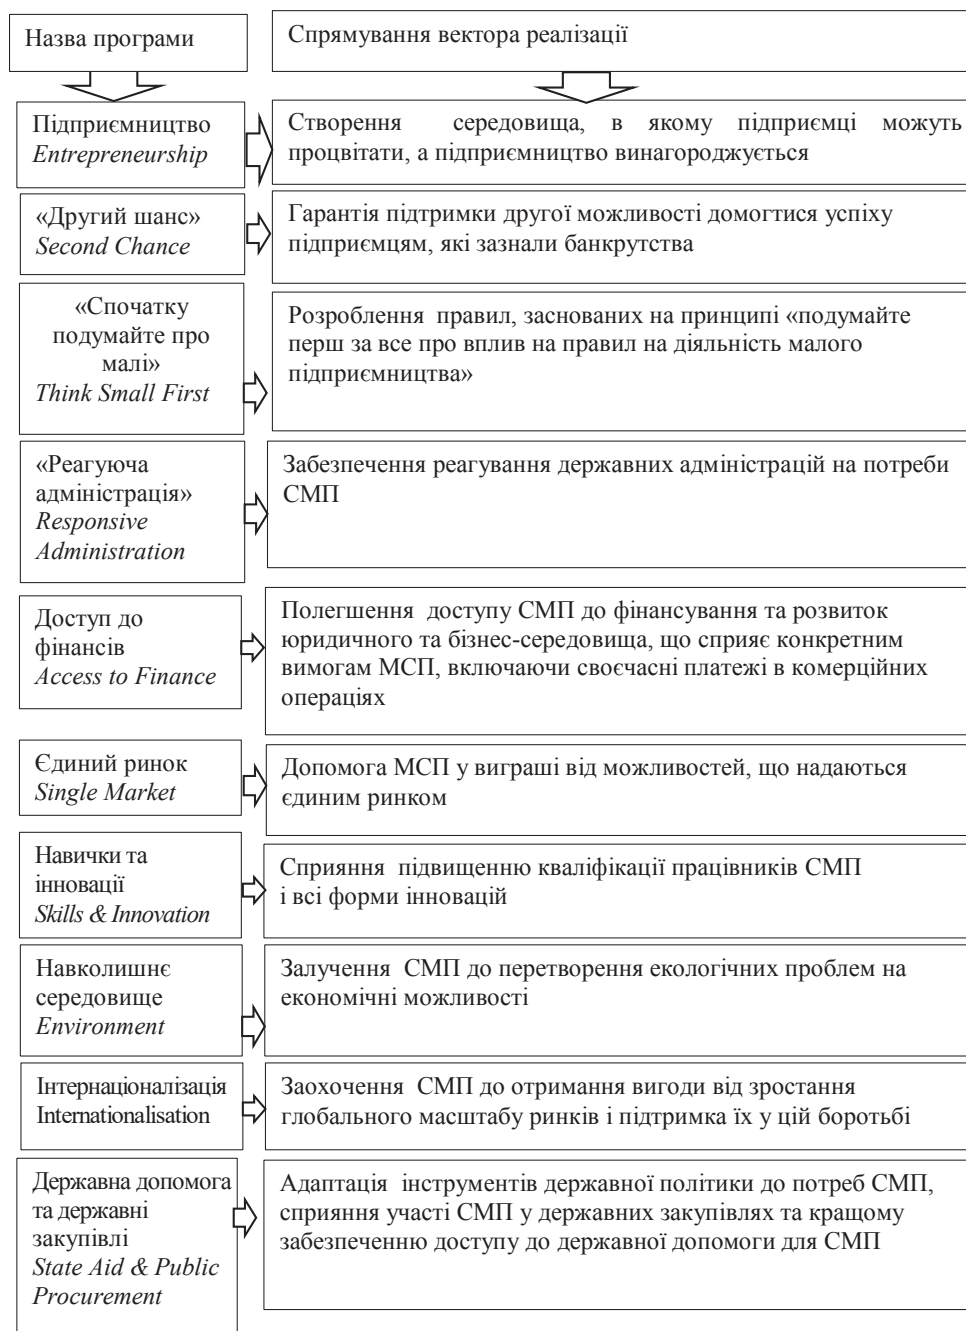 Назва програми
Спрямування вектора реалізації
Підприємництво
Entrepreneurship
Створення середовища, в якому підприємці можуть
процвітати, а підприємництво винагороджується
«Другий шанс»
Second Chance
Гарантія підтримки другої можливості домогтися успіху
підприємцям, які зазнали банкрутства
«Спочатку
подумайте про
малі»
Think Small First
Розроблення правил, заснованих на принципі «подумайте
перш за все про вплив на правил на діяльність малого
підприємництва»
«Реагуюча
адміністрація»
Responsive
Administration
Забезпечення реагування державних адміністрацій на потреби
СМП
Доступ до
фінансів
Access to Finance
Полегшення доступу СМП до фінансування та розвиток
юридичного та бізнес-середовища, що сприяє конкретним
вимогам МСП, включаючи своєчасні платежі в комерційних
операціях
Єдиний ринок
Single Market
Допомога МСП у виграші від можливостей, що надаються
єдиним ринком
Навички та
інновації
Skills & Innovation
Сприяння підвищенню кваліфікації працівників СМП
і всі форми інновацій
Навколишнє
середовище
Environment
Залучення СМП до перетворення екологічних проблем на
економічні можливості
Інтернаціоналізація
Internationalisation
Заохочення СМП до отримання вигоди від зростання
глобального масштабу ринків і підтримка їх у цій боротьбі
Державна допомога
та державні
закупівлі
State Aid & Public
Procurement
Адаптація інструментів державної політики до потреб СМП,
сприяння участі СМП у державних закупівлях та кращому
забезпеченню доступу до державної допомоги для СМП